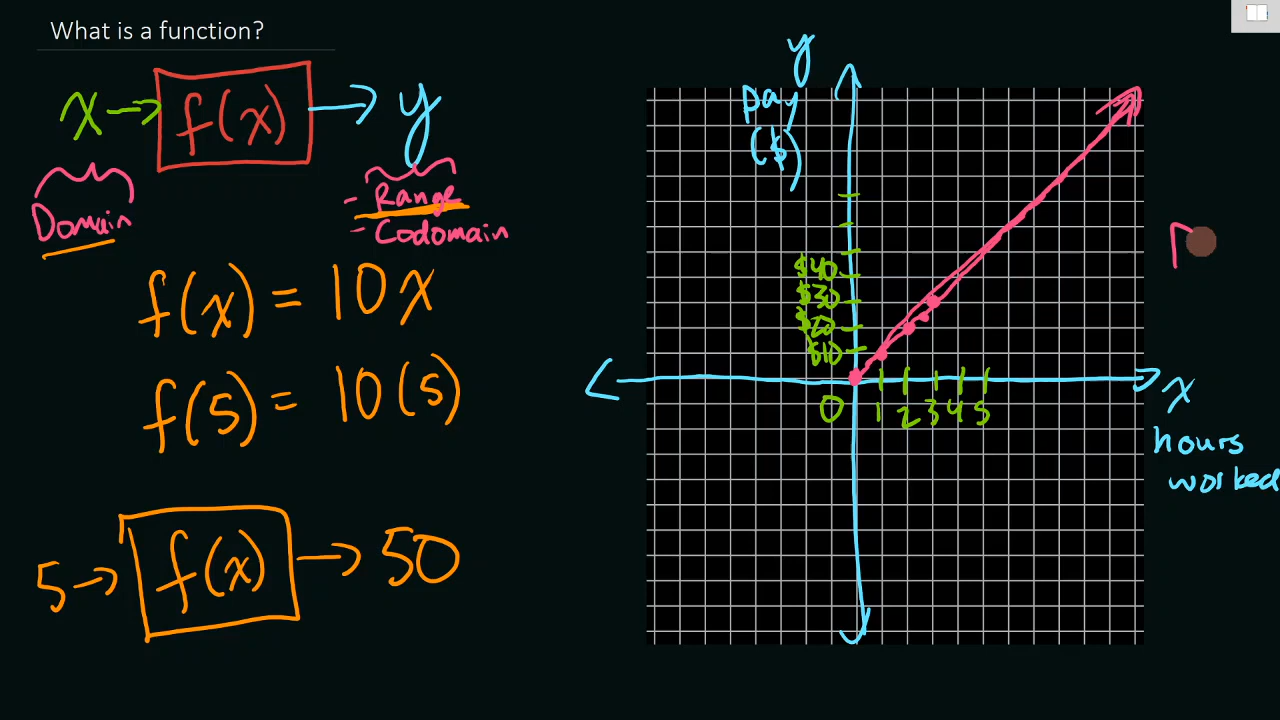 What is a function?
x → f(x) → y
Domain
- Range
- Codomain
f(x) = 10x
f(5) = 10(5)
5 → f(x) → 50
y
Pay
($)
$40
$30
$20
$10
0 1 2 3 4 5
x
hours
worked